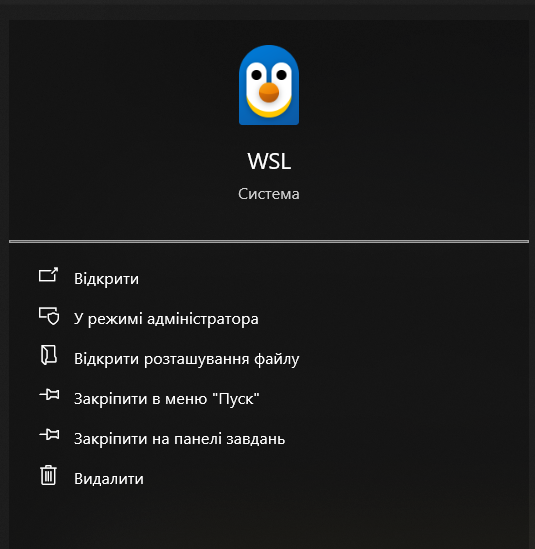 WSL
Система
Відкрити
У режимі адміністратора
Відкрити розташування файлу
Закріпити в меню "Пуск"
Закріпити на панелі завдань
Видалити